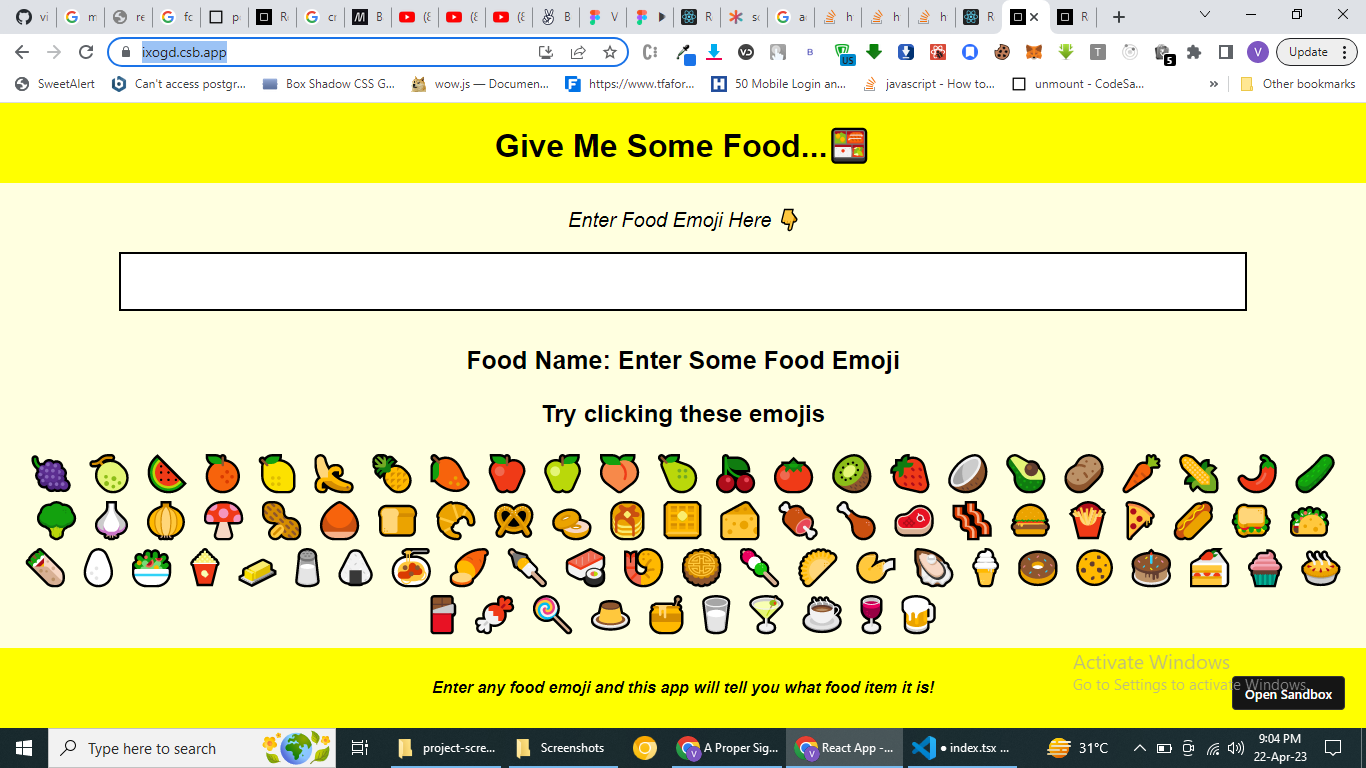 vi
m
re
G
fc
p
R
cr
B
(8
(8
(8
B
V
R
sc
a
h
h
h
R
R
ixogd.csb.app
US
B
T
5
V
Update
SweetAlert
Can't access postgr...
Box Shadow CSS G...
wow.js — Documen...
https://www.tfafor...
50 Mobile Login an...
javascript - How to...
unmount - CodeSa...
»
Other bookmarks
Give Me Some Food...🍱
Enter Food Emoji Here 👇
Food Name: Enter Some Food Emoji
Try clicking these emojis
Enter any food emoji and this app will tell you what food item it is!
Activate Windows
Go to Settings to activate Windows.
Open Sandbox
Type here to search
project-scre...
Screenshots
A Proper Sig...
React App -...
● index.tsx ...
31°C
9:04 PM
22-Apr-23